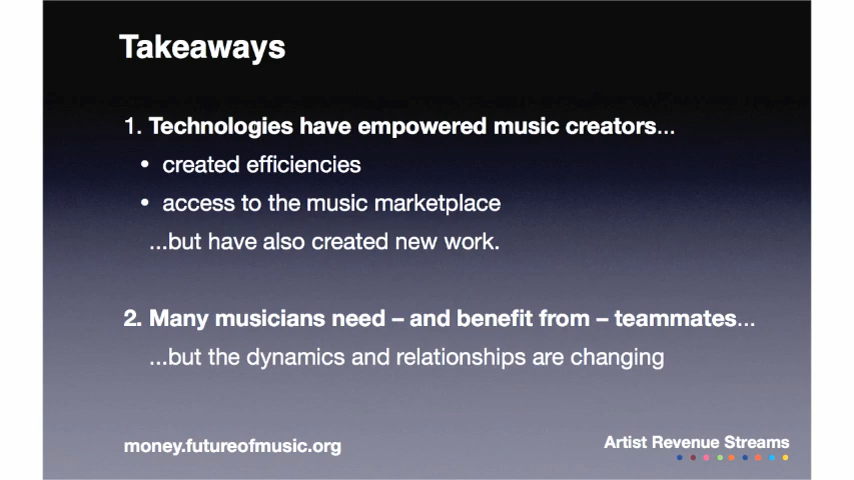 Takeaways
1. Technologies have empowered music creators...
• created efficiencies
• access to the music marketplace
...but have also created new work.
2. Many musicians need – and benefit from – teammates...
...but the dynamics and relationships are changing
money.futureofmusic.org
Artist Revenue Streams